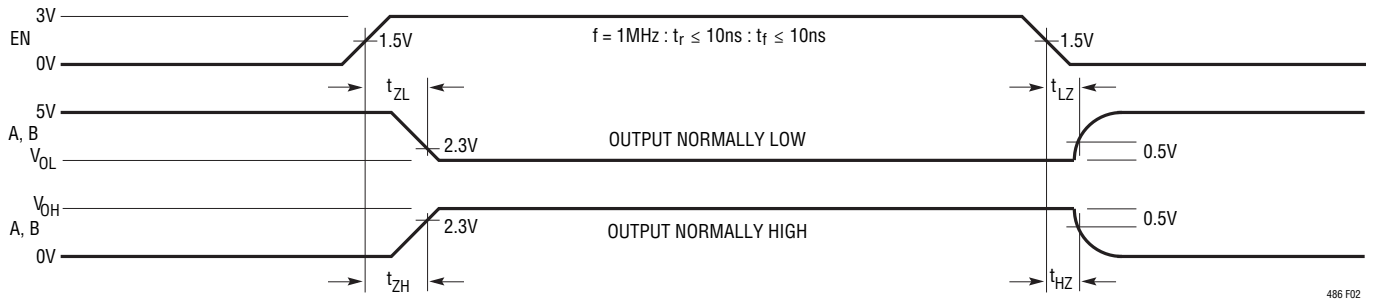 3V
EN
0V
1.5V
f = 1MHz : tr ≤ 10ns : tf ≤ 10ns
1.5V
tZL
tLZ
5V
A, B
VOL
2.3V
OUTPUT NORMALLY LOW
0.5V
VOH
A, B
0V
2.3V
OUTPUT NORMALLY HIGH
0.5V
tZH
tHZ
486 F02